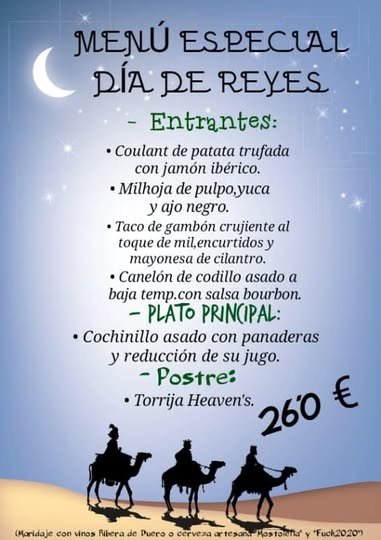 MENÚ ESPECIAL
DÍA DE REYES
- Entrantes:
• Coulant de patata trufada
con jamón ibérico.
• Milhoja de pulpo,yuca
y ajo negro.
• Taco de gambón crujiente al
toque de mil,encurtidos y
mayonesa de cilantro.
• Canelón de codillo asado a
baja temp.con salsa bourbon.
- PLATO PRINCIPAL:
• Cochinillo asado con panaderas
y reducción de su jugo.
- Postre:
• Torrija Heaven's.
26'0 €
(Maridaje con vinos Ribera de Duero o cerveza artesana "Mostoleña" y "Fuck2020")